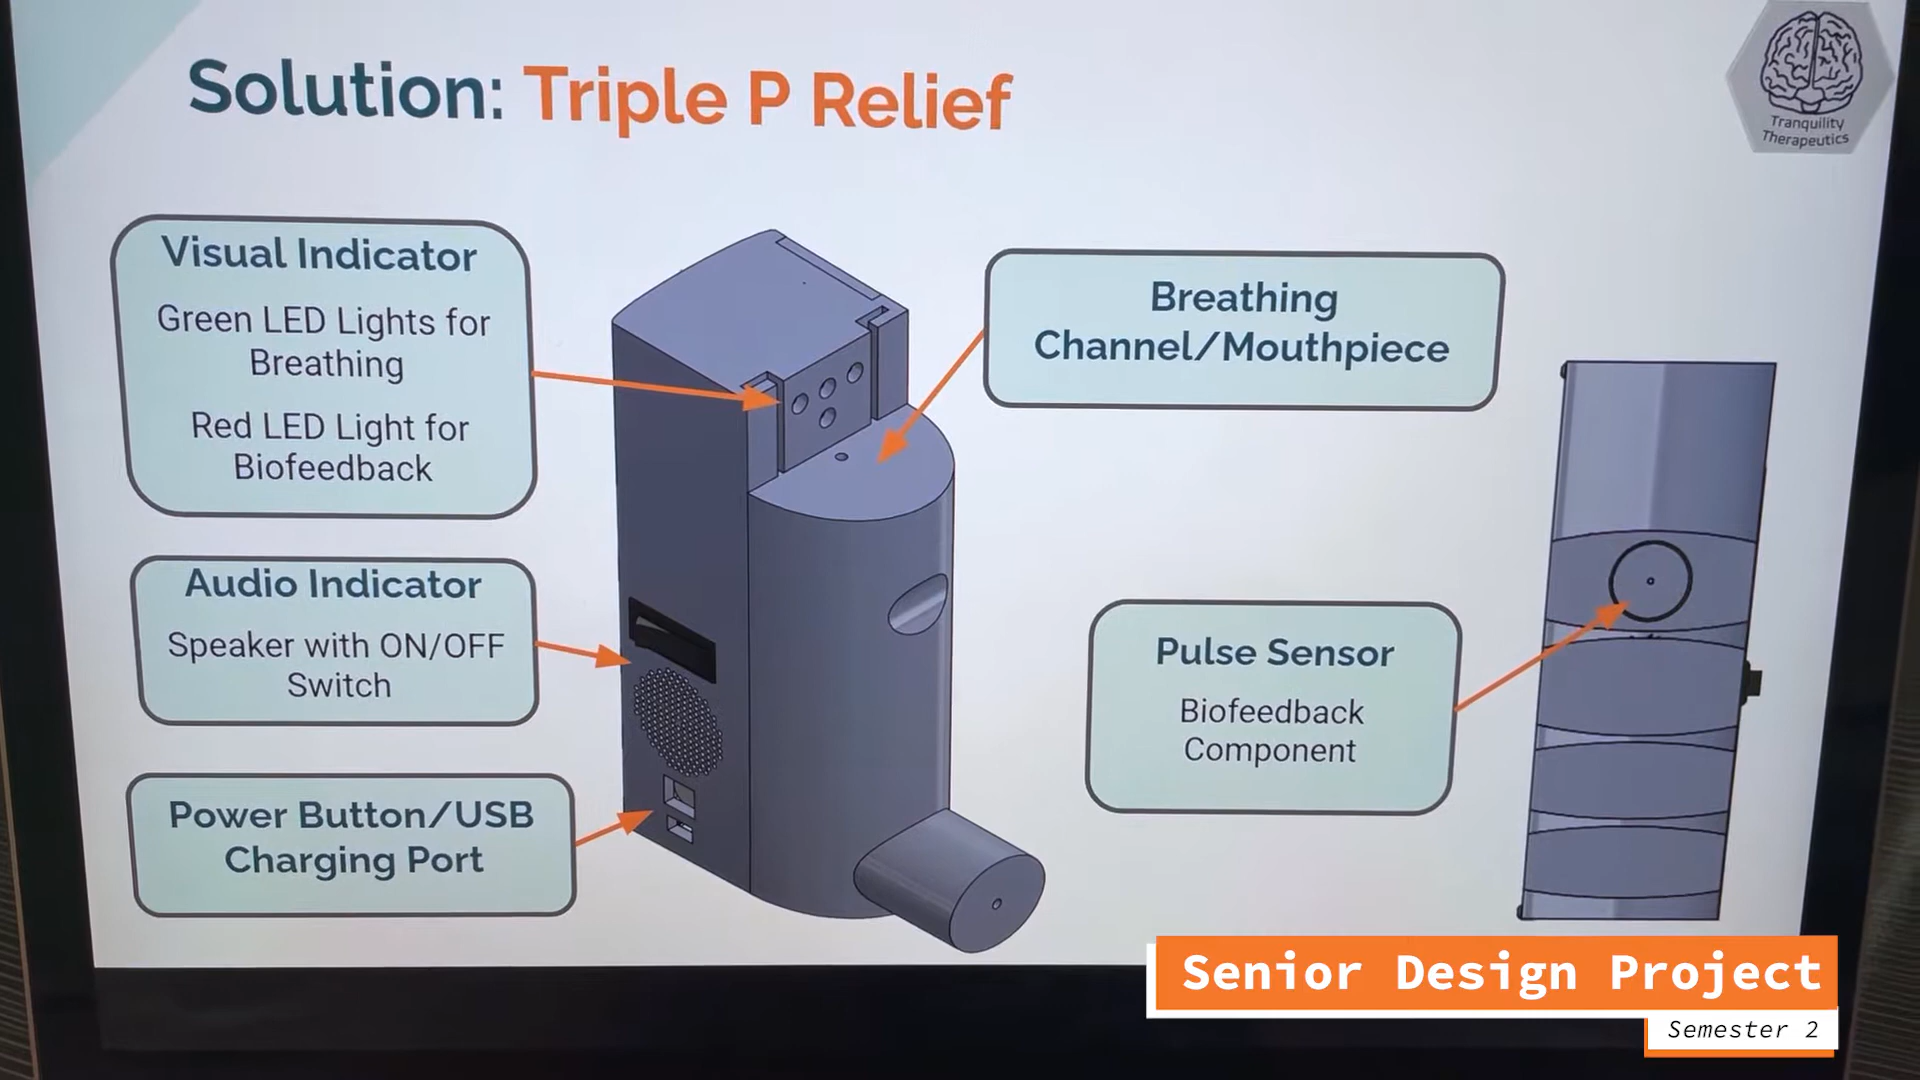 Solution: Triple P Relief
Tranquility
Therapeutics
Visual Indicator
Green LED Lights for
Breathing
Red LED Light for
Biofeedback
Breathing
Channel/Mouthpiece
Audio Indicator
Speaker with ON/OFF
Switch
Pulse Sensor
Biofeedback
Component
Power Button/USB
Charging Port
Senior Design Project
Semester 2